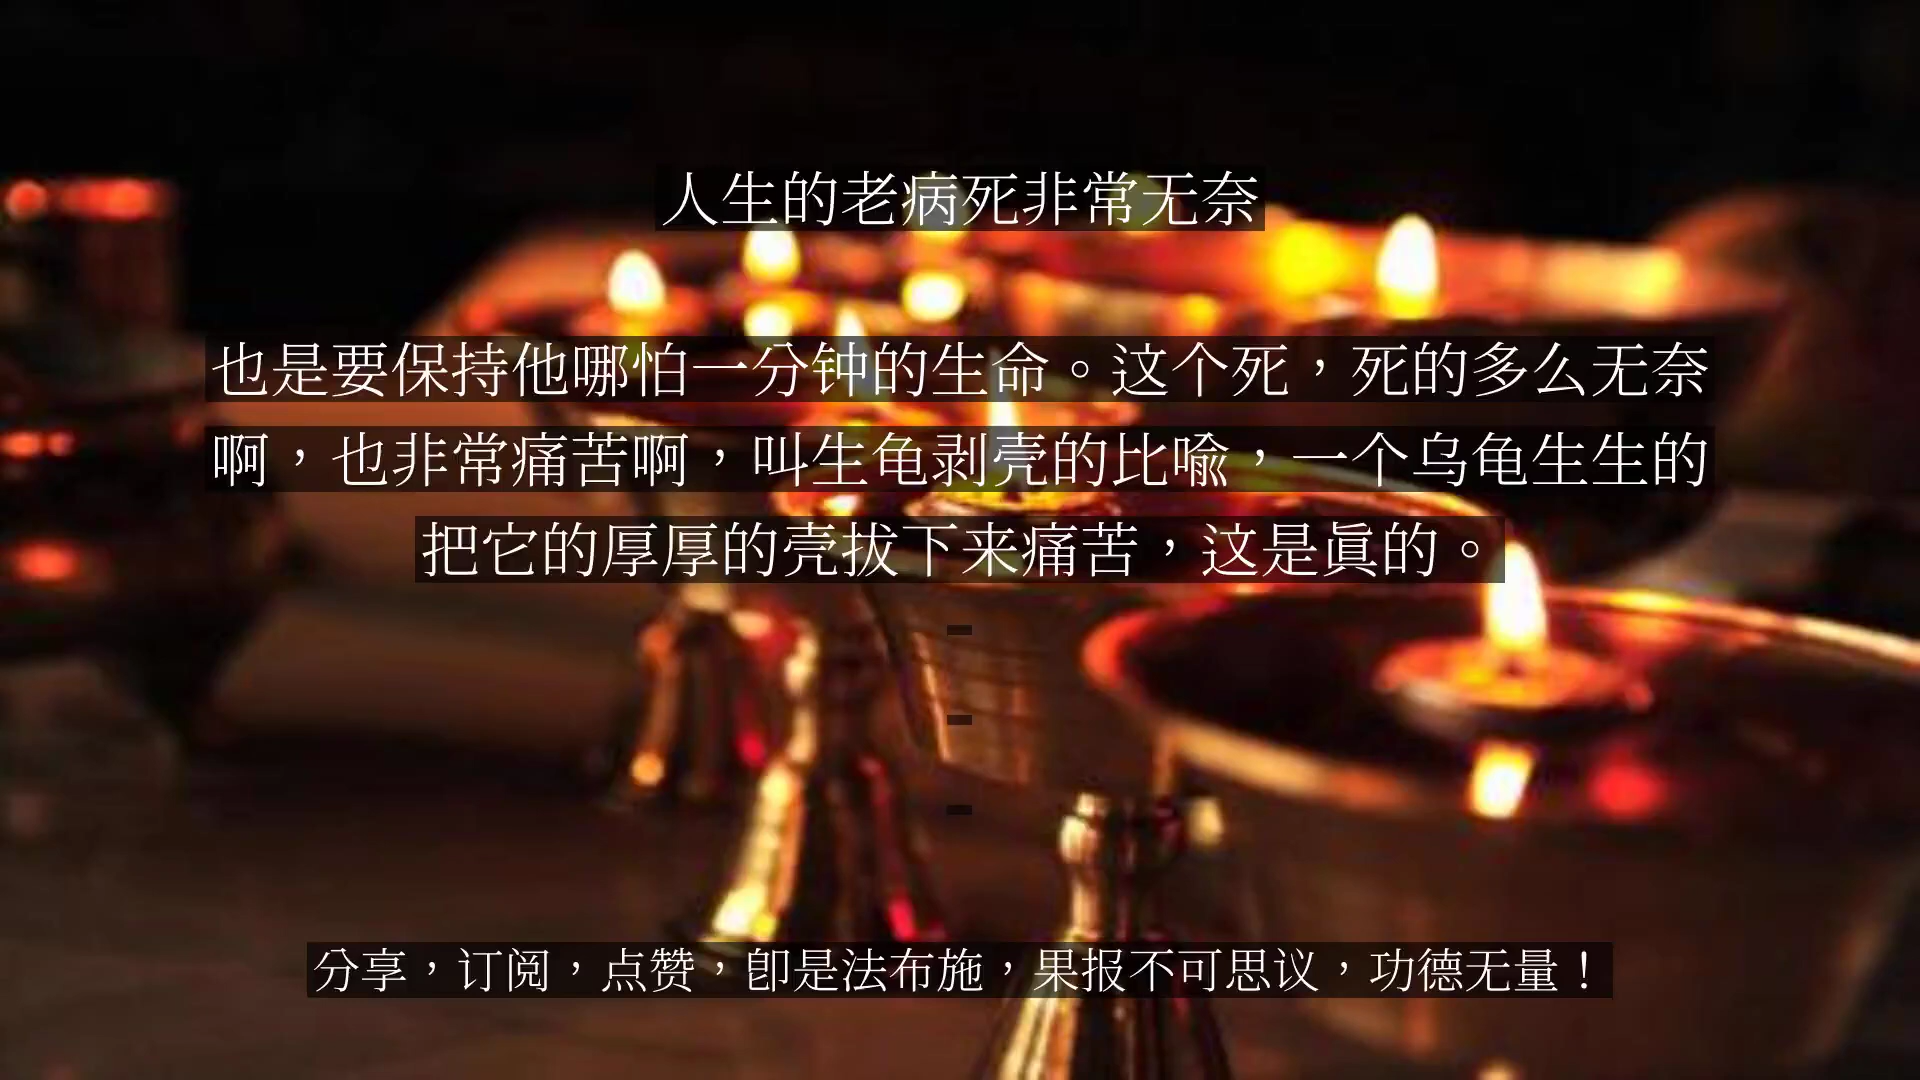 人生的老病死非常无奈
也是要保持他哪怕一分钟的生命。这个死，死的多么无奈
啊，也非常痛苦啊，叫生龟剥壳的比喻，一个乌龟生生的
把它的厚厚的壳拔下来痛苦，这是眞的。
分享，订阅，点赞，卽是法布施，果报不可思议，功德无量！